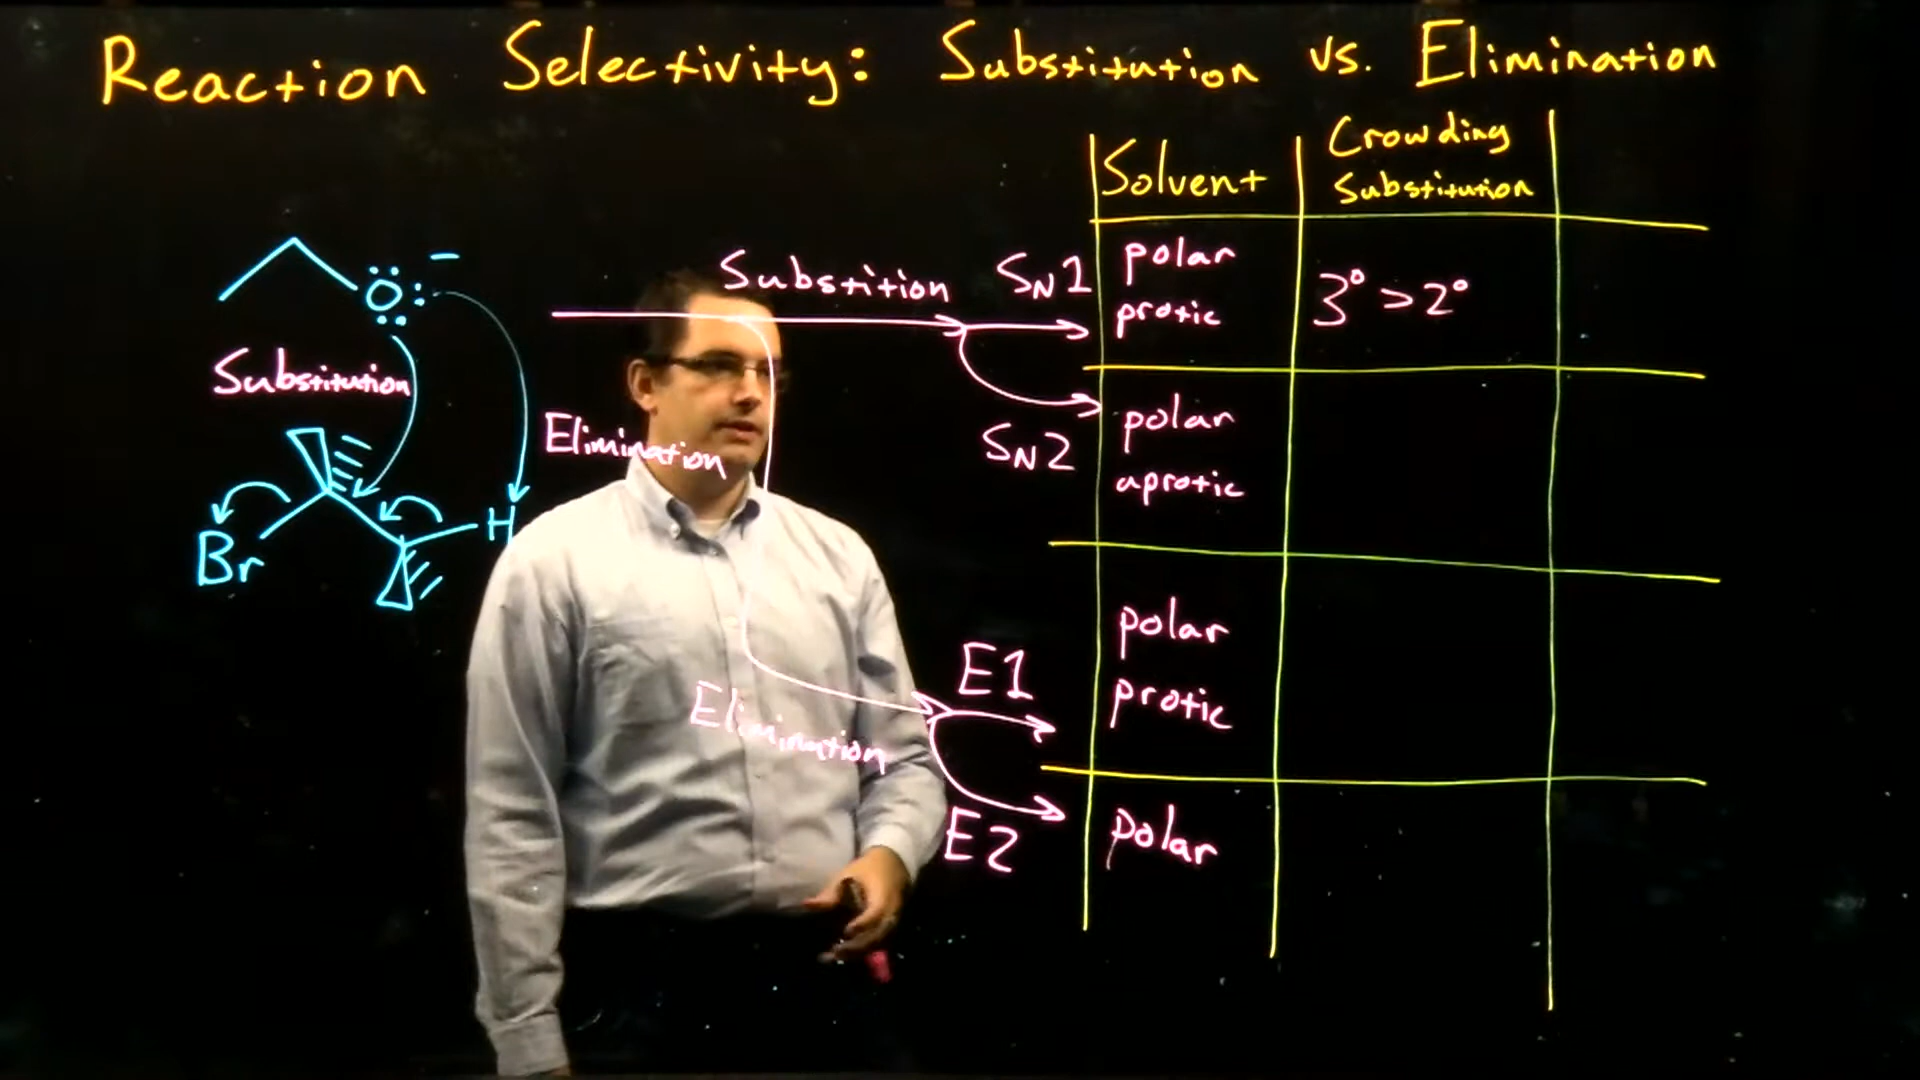 Reaction Selectivity: Substitution vs. Elimination
Solvent
Crowding
Substitution
O
Substitution
Br
H
Elimination
Substition
SN1
polar
protic
3° > 2°
SN2
polar
aprotic
Elimination
E1
polar
protic
E2
polar